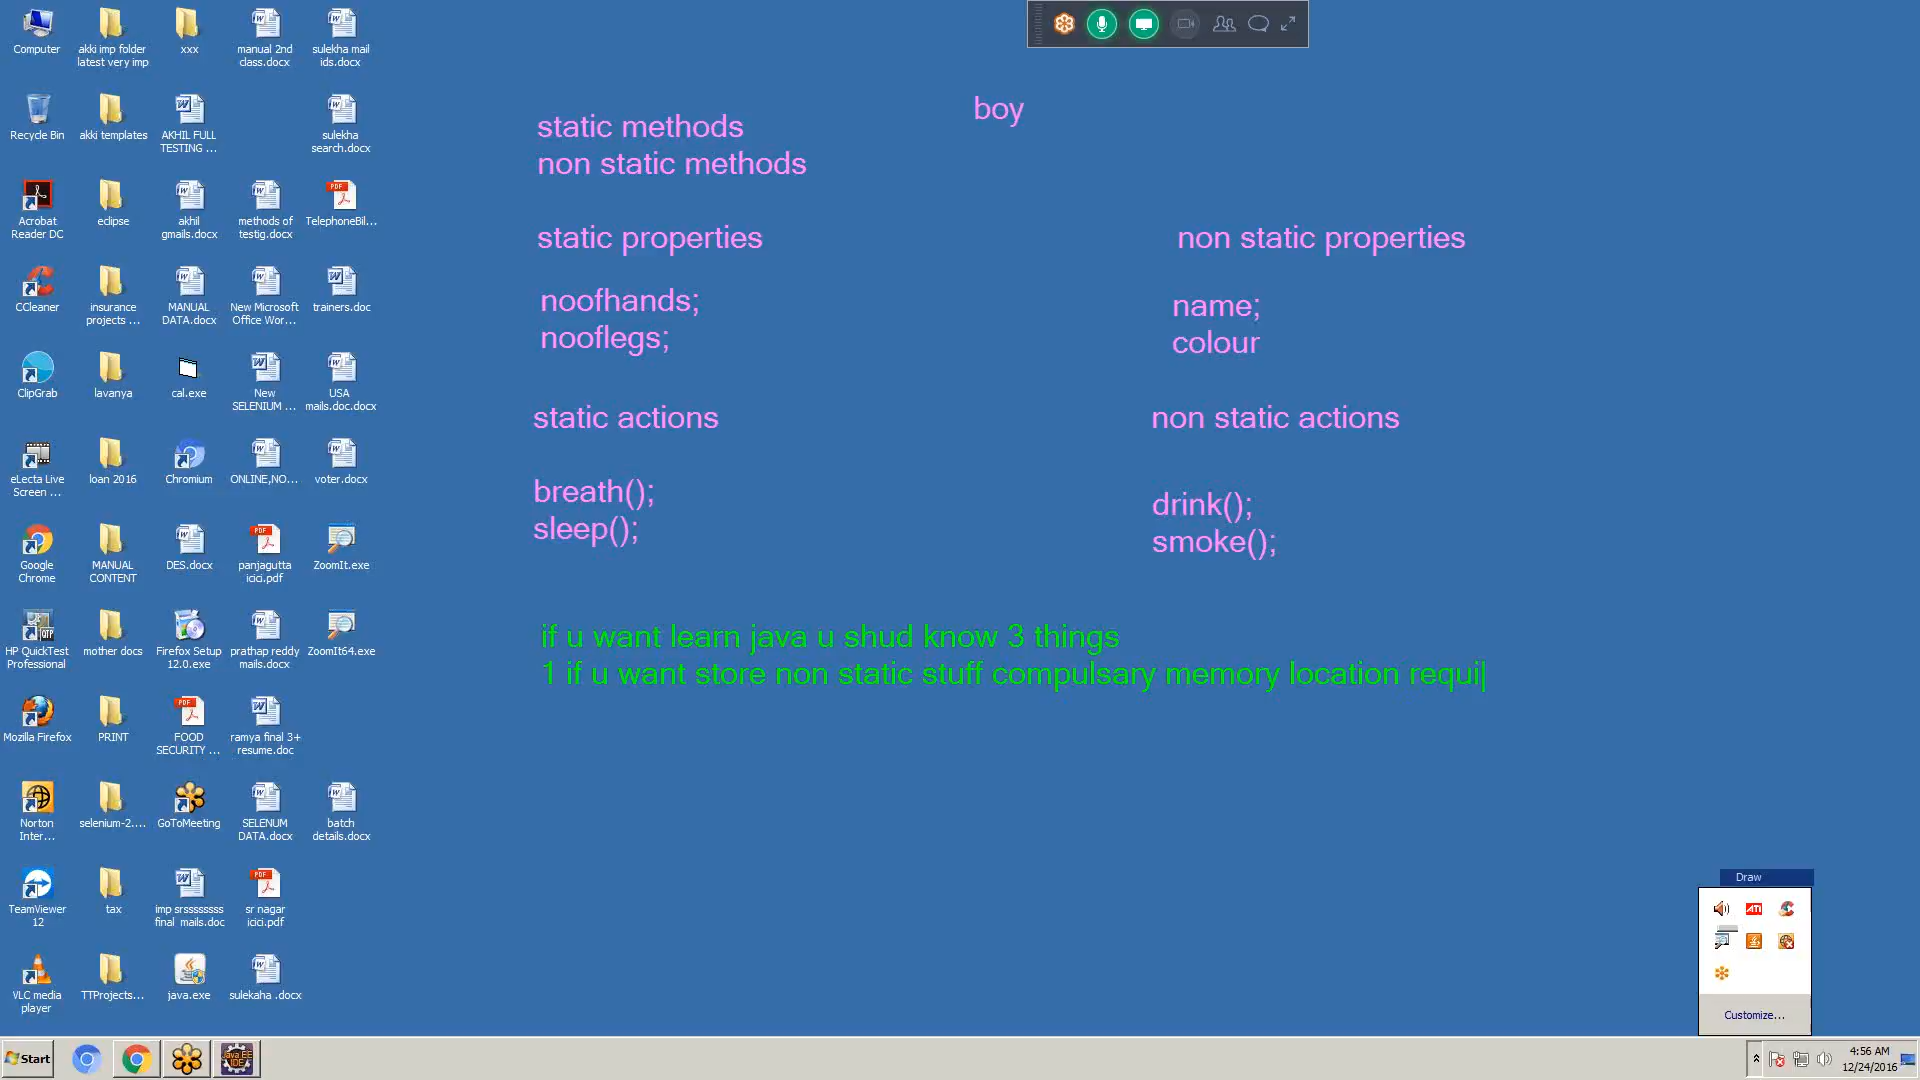 Computer
akki imp folder
latest very imp
xxx
manual 2nd
class.docx
sulekha mail
ids.docx
Recycle Bin
akki templates
AKHIL FULL
TESTING ...
sulekha
search.docx
Acrobat
Reader DC
eclipse
akhil
gmails.docx
methods of
testig.docx
TelephoneBil...
CCleaner
insurance
projects ...
MANUAL
DATA.docx
New Microsoft
Office Wor...
trainers.doc
ClipGrab
lavanya
cal.exe
New
SELENIUM ...
USA
mails.doc.docx
eLecta Live
Screen ...
loan 2016
Chromium
ONLINE,NO...
voter.docx
Google
Chrome
MANUAL
CONTENT
DES.docx
panjagutta
icici.pdf
ZoomIt.exe
HP QuickTest
Professional
mother docs
Firefox Setup
12.0.exe
prathap reddy
mails.docx
ZoomIt64.exe
Mozilla Firefox
PRINT
FOOD
SECURITY ...
ramya final 3+
resume.doc
Norton
Inter...
selenium-2....
GoToMeeting
SELENUM
DATA.docx
batch
details.docx
TeamViewer
12
tax
imp srssssssss
final mails.doc
sr nagar
icici.pdf
VLC media
player
TTProjects...
java.exe
sulekaha .docx
boy
static methods
non static methods
static properties
non static properties
noofhands;
nooflegs;
name;
colour
static actions
non static actions
breath();
sleep();
drink();
smoke();
if u want learn java u shud know 3 things
1 if u want store non static stuff compulsary memory location requi
Draw
ATI
Customize...
Start
Java EE
IDE
4:56 AM
12/24/2016